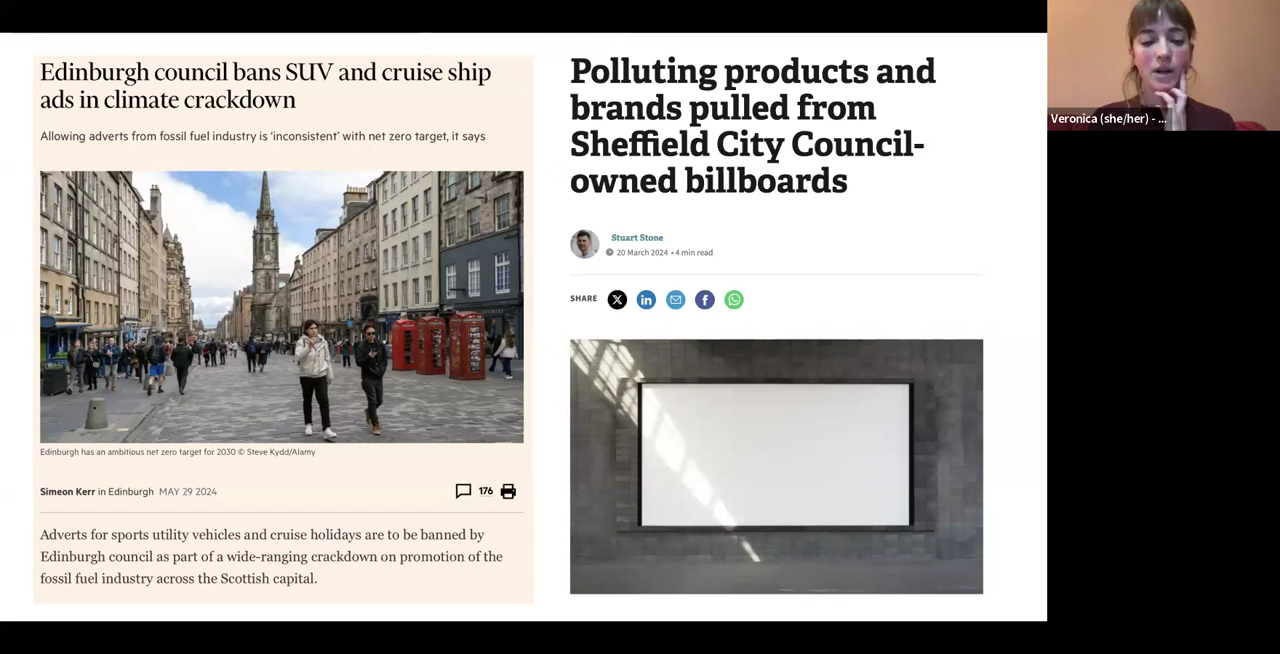 Edinburgh council bans SUV and cruise ship
ads in climate crackdown
Allowing adverts from fossil fuel industry is ‘inconsistent’ with net zero target, it says
Edinburgh has an ambitious net zero target for 2030 © Steve Kydd/Alamy
Simeon Kerr in Edinburgh MAY 29 2024
176
Adverts for sports utility vehicles and cruise holidays are to be banned by
Edinburgh council as part of a wide-ranging crackdown on promotion of the
fossil fuel industry across the Scottish capital.
Polluting products and
brands pulled from
Sheffield City Council-
owned billboards
Stuart Stone
20 March 2024 • 4 min read
SHARE
Veronica (she/her) - ...